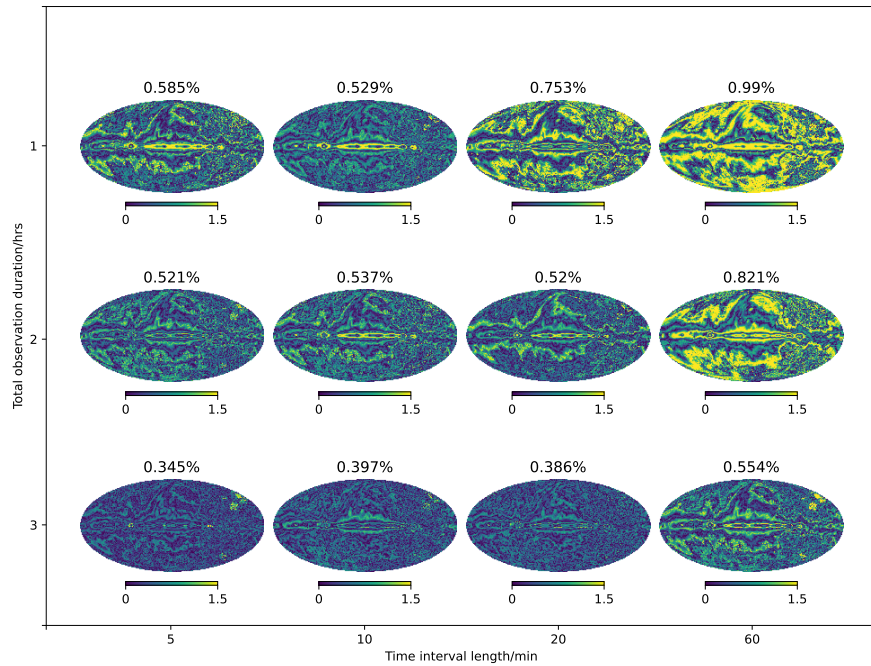 0.585% 0.529% 0.753% 0.99%
1
0 1.5 0 1.5 0 1.5 0 1.5
0.521% 0.537% 0.52% 0.821%
Total observation duration/hrs
2
0 1.5 0 1.5 0 1.5 0 1.5
0.345% 0.397% 0.386% 0.554%
3
0 1.5 0 1.5 0 1.5 0 1.5
5 10 20 60
Time interval length/min